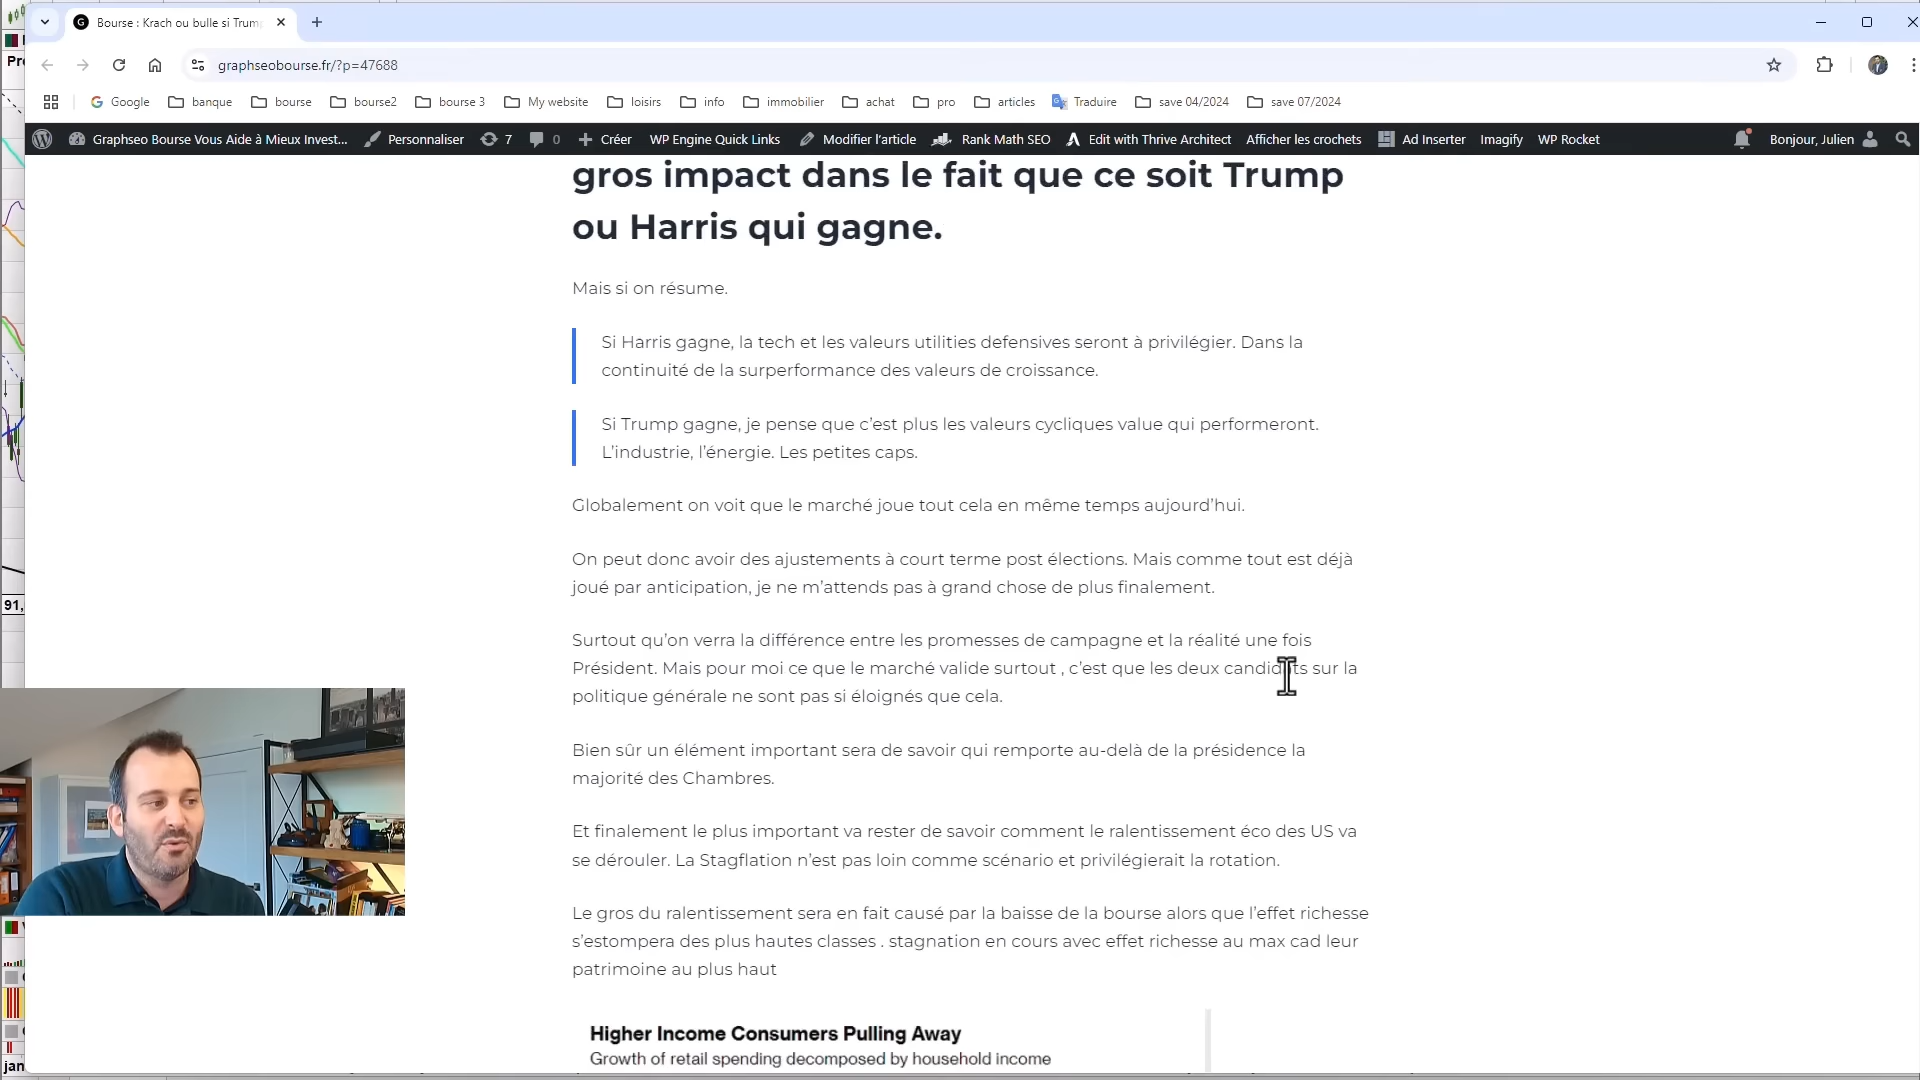 Bourse : Krach ou bulle si Trum
Pr
graphseobourse.fr/?p=47688
Google banque bourse bourse2 bourse 3 My website loisirs info immobilier achat pro articles Traduire save 04/2024 save 07/2024
Graphseo Bourse Vous Aide à Mieux Invest... Personnaliser 7 0 Créer WP Engine Quick Links Modifier l'article Rank Math SEO Edit with Thrive Architect Afficher les crochets Ad Inserter Imagify WP Rocket Bonjour, Julien
gros impact dans le fait que ce soit Trump
ou Harris qui gagne.
Mais si on résume.
Si Harris gagne, la tech et les valeurs utilities defensives seront à privilégier. Dans la
continuité de la surperformance des valeurs de croissance.
Si Trump gagne, je pense que c'est plus les valeurs cycliques value qui performeront.
L'industrie, l'énergie. Les petites caps.
Globalement on voit que le marché joue tout cela en même temps aujourd'hui.
On peut donc avoir des ajustements à court terme post élections. Mais comme tout est déjà
joué par anticipation, je ne m'attends pas à grand chose de plus finalement.
91,
Surtout qu'on verra la différence entre les promesses de campagne et la réalité une fois
Président. Mais pour moi ce que le marché valide surtout , c'est que les deux candidats sur la
politique générale ne sont pas si éloignés que cela.
Bien sûr un élément important sera de savoir qui remporte au-delà de la présidence la
majorité des Chambres.
Et finalement le plus important va rester de savoir comment le ralentissement éco des US va
se dérouler. La Stagflation n'est pas loin comme scénario et privilégierait la rotation.
Le gros du ralentissement sera en fait causé par la baisse de la bourse alors que l'effet richesse
s'estompera des plus hautes classes . stagnation en cours avec effet richesse au max cad leur
patrimoine au plus haut
Higher Income Consumers Pulling Away
Growth of retail spending decomposed by household income
jan